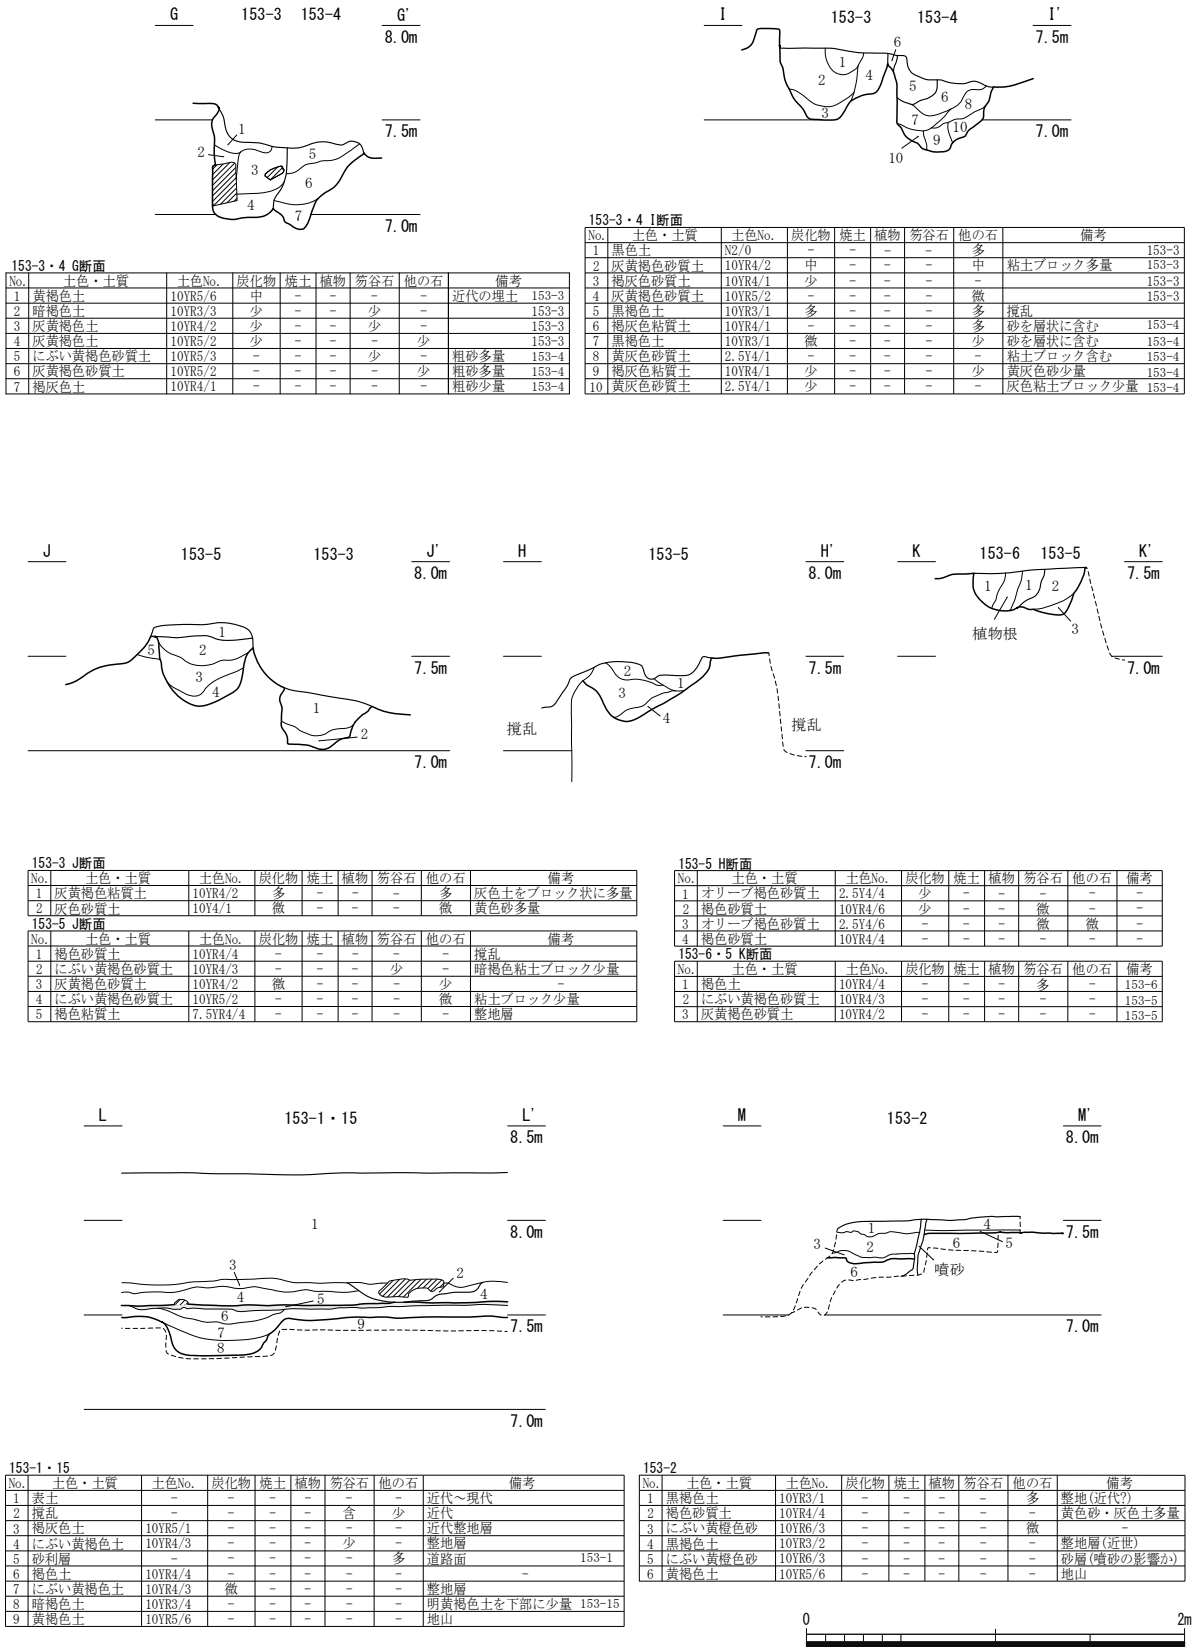 G 153-3 153-4 G'
8.0m
1
2
3
5
6
4
7
7.5m
7.0m
I 153-3 153-4 I'
7.5m
6
1
2
4
5
6
8
3
7
10
9
10
7.0m
153-3・4 G断面
No. 土色・土質 土色No. 炭化物 焼土 植物 笏谷石 他の石 備考
1 黄褐色土 10YR5/6 中 - - - - 近代の埋土 153-3
2 暗褐色土 10YR3/3 少 - - 少 - 153-3
3 灰黄褐色土 10YR4/2 少 - - 少 - 153-3
4 灰黄褐色土 10YR5/2 少 - - - 少 153-3
5 にぶい黄褐色砂質土 10YR5/3 - - - 少 - 粗砂多量 153-4
6 灰黄褐色砂質土 10YR5/2 - - - - 少 粗砂多量 153-4
7 褐灰色土 10YR4/1 - - - - - 粗砂少量 153-4
153-3・4 I断面
No. 土色・土質 土色No. 炭化物 焼土 植物 笏谷石 他の石 備考
1 黒色土 N2/0 - - - - 多 153-3
2 灰黄褐色砂質土 10YR4/2 中 - - - 中 粘土ブロック多量 153-3
3 褐灰色砂質土 10YR4/1 少 - - - - 153-3
4 灰黄褐色砂質土 10YR5/2 - - - - 微 153-3
5 黒褐色土 10YR3/1 多 - - - 多 撹乱
6 褐灰色粘質土 10YR4/1 - - - - 多 砂を層状に含む 153-4
7 黒褐色土 10YR3/1 微 - - - 少 砂を層状に含む 153-4
8 黄灰色砂質土 2.5Y4/1 - - - - - 粘土ブロック含む 153-4
9 褐灰色粘質土 10YR4/1 少 - - - 少 黄灰色砂少量 153-4
10 黄灰色砂質土 2.5Y4/1 少 - - - - 灰色粘土ブロック少量 153-4
J 153-5 153-3 J'
8.0m
1
5
2
3
4
1
2
7.5m
7.0m
H 153-5 H'
8.0m
2
1
3
4
撹乱
撹乱
7.5m
7.0m
K 153-6 153-5 K'
7.5m
1
1
2
植物根
3
7.0m
153-3 J断面
No. 土色・土質 土色No. 炭化物 焼土 植物 笏谷石 他の石 備考
1 灰黄褐色粘質土 10YR4/2 多 - - - 多 灰色土をブロック状に多量
2 灰色砂質土 10Y4/1 微 - - - 微 黄色砂多量
153-5 J断面
No. 土色・土質 土色No. 炭化物 焼土 植物 笏谷石 他の石 備考
1 褐色砂質土 10YR4/4 - - - - - 撹乱
2 にぶい黄褐色砂質土 10YR4/3 - - - 少 - 暗褐色粘土ブロック少量
3 灰黄褐色砂質土 10YR4/2 微 - - - 少 -
4 にぶい黄褐色砂質土 10YR5/2 - - - - 微 粘土ブロック少量
5 褐色粘質土 7.5YR4/4 - - - - - 整地層
153-5 H断面
No. 土色・土質 土色No. 炭化物 焼土 植物 笏谷石 他の石 備考
1 オリーブ褐色砂質土 2.5Y4/4 少 - - - - -
2 褐色砂質土 10YR4/6 少 - - 微 - -
3 オリーブ褐色砂質土 2.5Y4/6 - - - 微 微 -
4 褐色砂質土 10YR4/4 - - - - - -
153-6・5 K断面
No. 土色・土質 土色No. 炭化物 焼土 植物 笏谷石 他の石 備考
1 褐色土 10YR4/4 - - - 多 - 153-6
2 にぶい黄褐色砂質土 10YR4/3 - - - - - 153-5
3 灰黄褐色砂質土 10YR4/2 - - - - - 153-5
L 153-1・15 L'
8.5m
1
8.0m
3
2
4
4
5
6
7
9
8
7.5m
7.0m
M 153-2 M'
8.0m
1
4
3
2
6
5
6
噴砂
7.5m
7.0m
153-1・15
No. 土色・土質 土色No. 炭化物 焼土 植物 笏谷石 他の石 備考
1 表土 - - - - - - 近代～現代
2 撹乱 - - - - 含 少 近代
3 褐灰色土 10YR5/1 - - - - - 近代整地層
4 にぶい黄褐色土 10YR4/3 - - - 少 - 整地層
5 砂利層 - - - - - 多 道路面 153-1
6 褐色土 10YR4/4 - - - - - -
7 にぶい黄褐色土 10YR4/3 微 - - - - 整地層
8 暗褐色土 10YR3/4 - - - - - 明黄褐色土を下部に少量 153-15
9 黄褐色土 10YR5/6 - - - - - 地山
153-2
No. 土色・土質 土色No. 炭化物 焼土 植物 笏谷石 他の石 備考
1 黒褐色土 10YR3/1 - - - - 多 整地(近代?)
2 褐色砂質土 10YR4/4 - - - - - 黄色砂・灰色土多量
3 にぶい黄橙色砂 10YR6/3 - - - - 微 -
4 黒褐色土 10YR3/2 - - - - - 整地層(近世)
5 にぶい黄橙色砂 10YR6/3 - - - - - 砂層(噴砂の影響か)
6 黄褐色土 10YR5/6 - - - - - 地山
0 2m